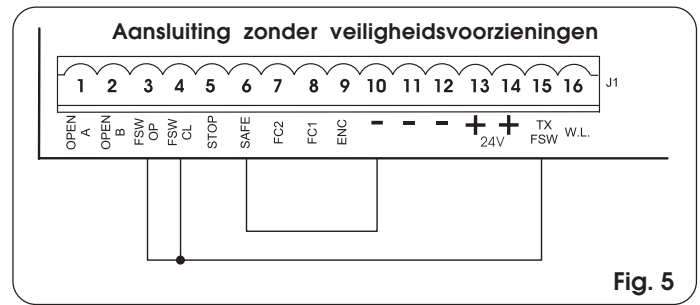 Aansluiting zonder veiligheidsvoorzieningen
1 2 3 4 5 6 7 8 9 10 11 12 13 14 15 16 J1
OPEN A
OPEN B
FSW OP
FSW CL
STOP
SAFE
FC2
FC1
ENC
-
-
-
+ +
24V
TX FSW
W.L.
Fig. 5